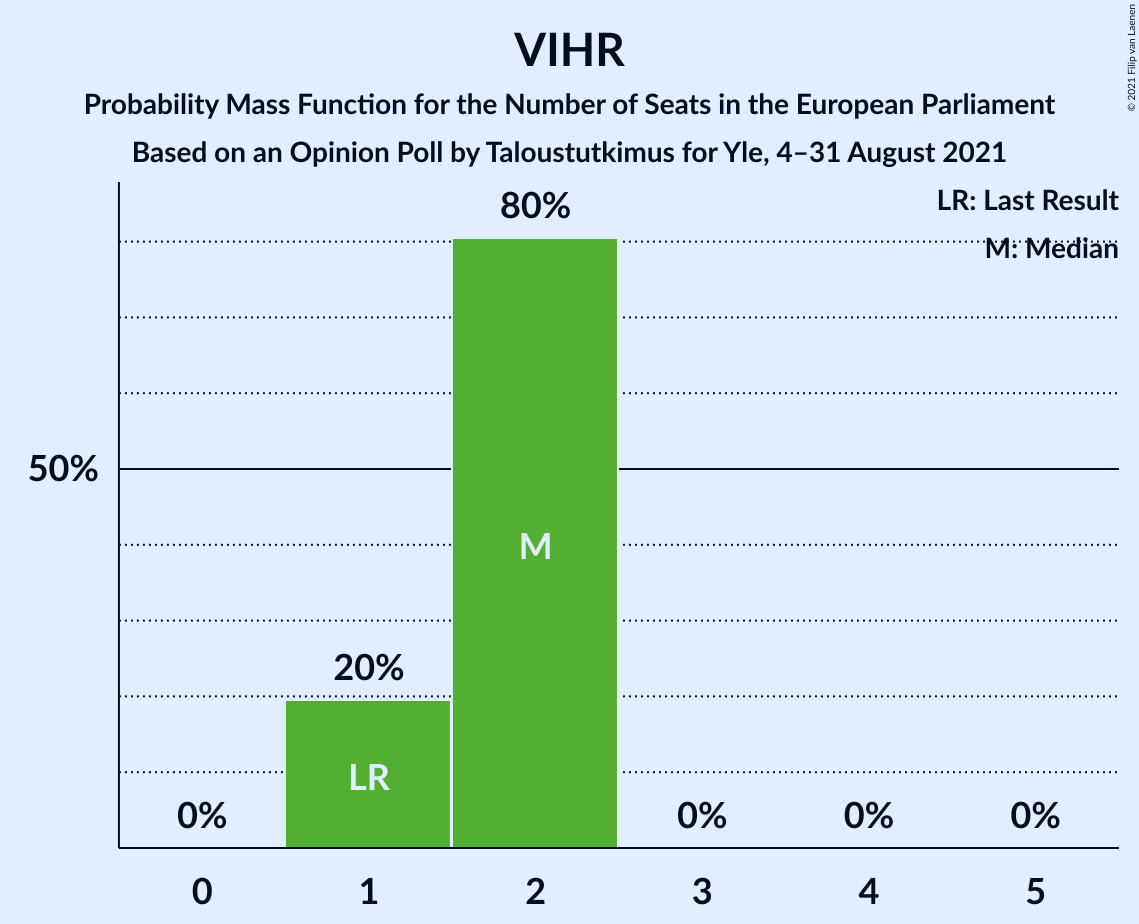 VIHR
Probability Mass Function for the Number of Seats in the European Parliament
Based on an Opinion Poll by Taloustutkimus for Yle, 4–31 August 2021
© 2021 Filip van Laenen
LR: Last Result
M: Median
80%
50%
M
20%
LR
0%
0%
0%
0%
0
1
2
3
4
5